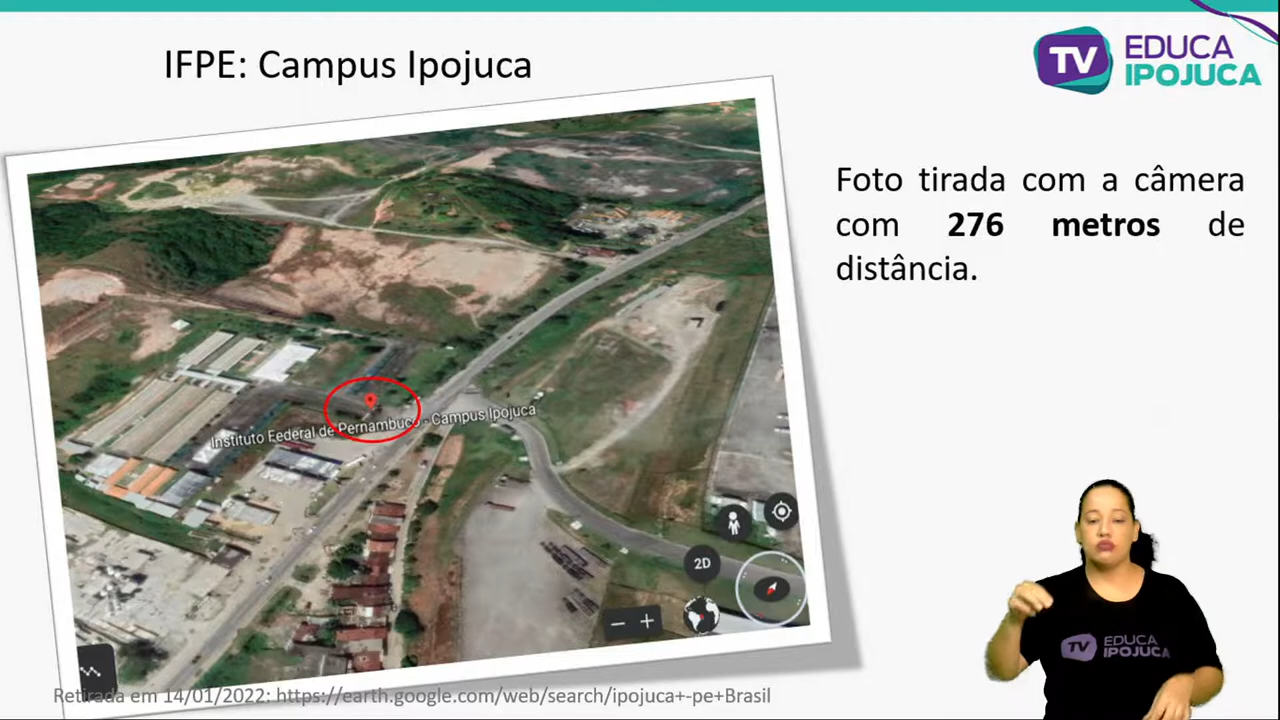 IFPE: Campus Ipojuca
TV EDUCA
IPOJUCA
Foto tirada com a câmera
com 276 metros de
distância.
Instituto Federal de Pernambuco - Campus Ipojuca
2D
Retirada em 14/01/2022: https://earth.google.com/web/search/ipojuca+-pe+Brasil
TV EDUCA
IPOJUCA